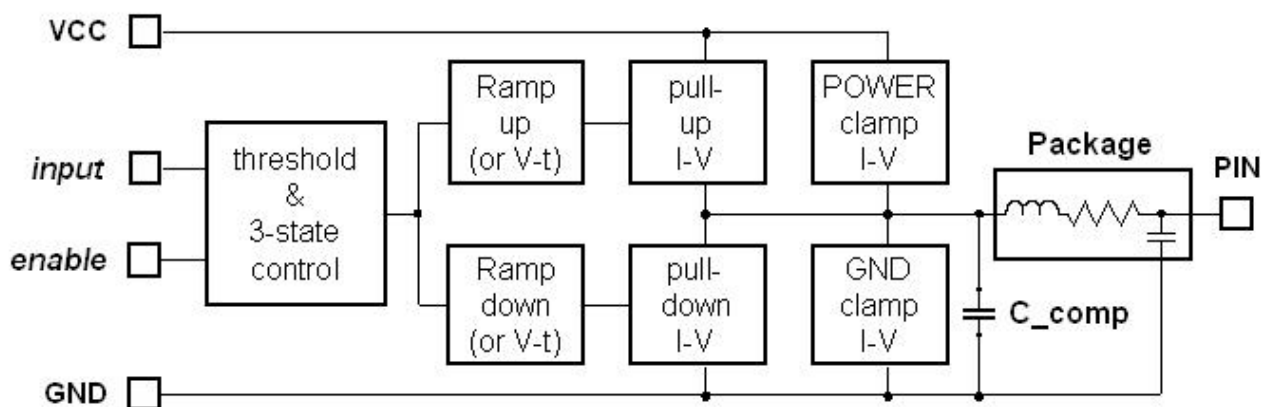 VCC
input
enable
GND
threshold
&
3-state
control
Ramp
up
(or V-t)
Ramp
down
(or V-t)
pull-
up
I-V
pull-
down
I-V
POWER
clamp
I-V
GND
clamp
I-V
C_comp
Package
PIN